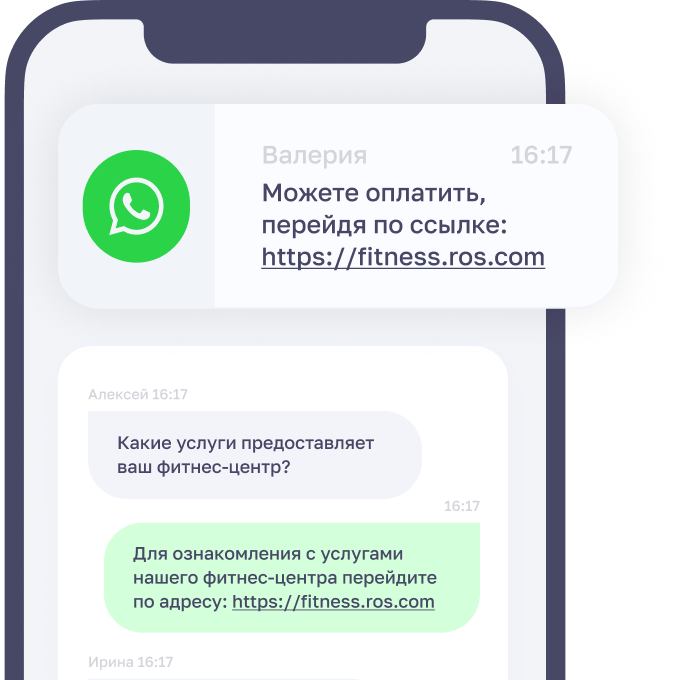 Валерия 16:17
Можете оплатить,
перейдя по ссылке:
https://fitness.ros.com
Алексей 16:17
Какие услуги предоставляет
ваш фитнес-центр?
16:17
Для ознакомления с услугами
нашего фитнес-центра перейдите
по адресу: https://fitness.ros.com
Ирина 16:17